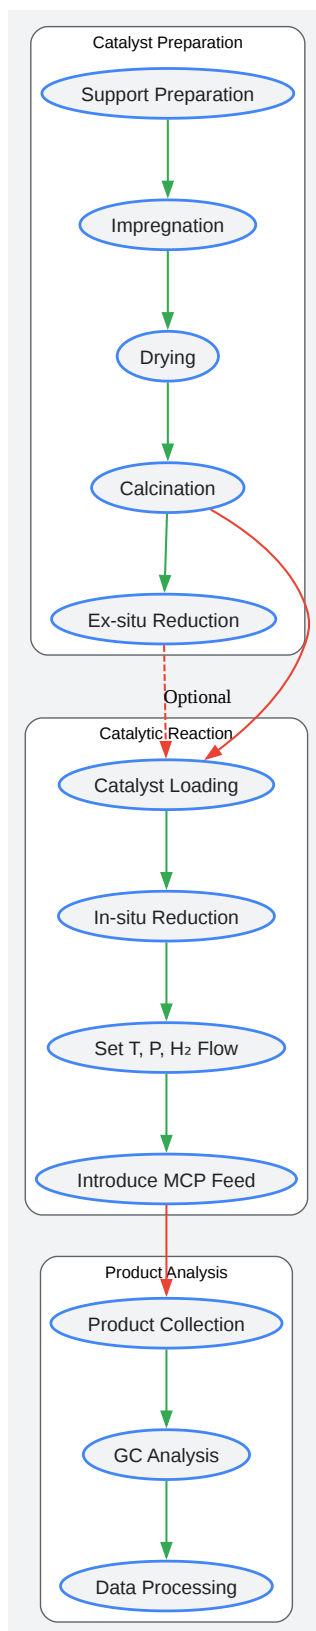 Catalyst Preparation
Support Preparation
Impregnation
Drying
Calcination
Ex-situ Reduction
Optional
Catalytic Reaction
Catalyst Loading
In-situ Reduction
Set T, P, H₂ Flow
Introduce MCP Feed
Product Analysis
Product Collection
GC Analysis
Data Processing